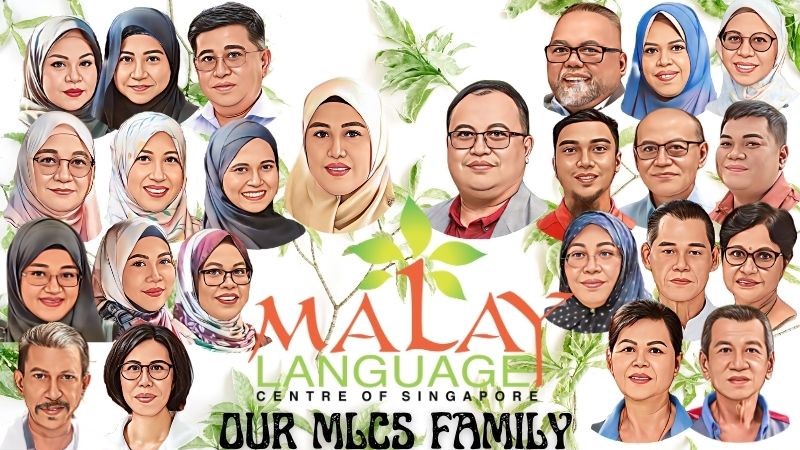 MALAY
LANGUAGE
CENTRE OF SINGAPORE
OUR MLCS FAMILY